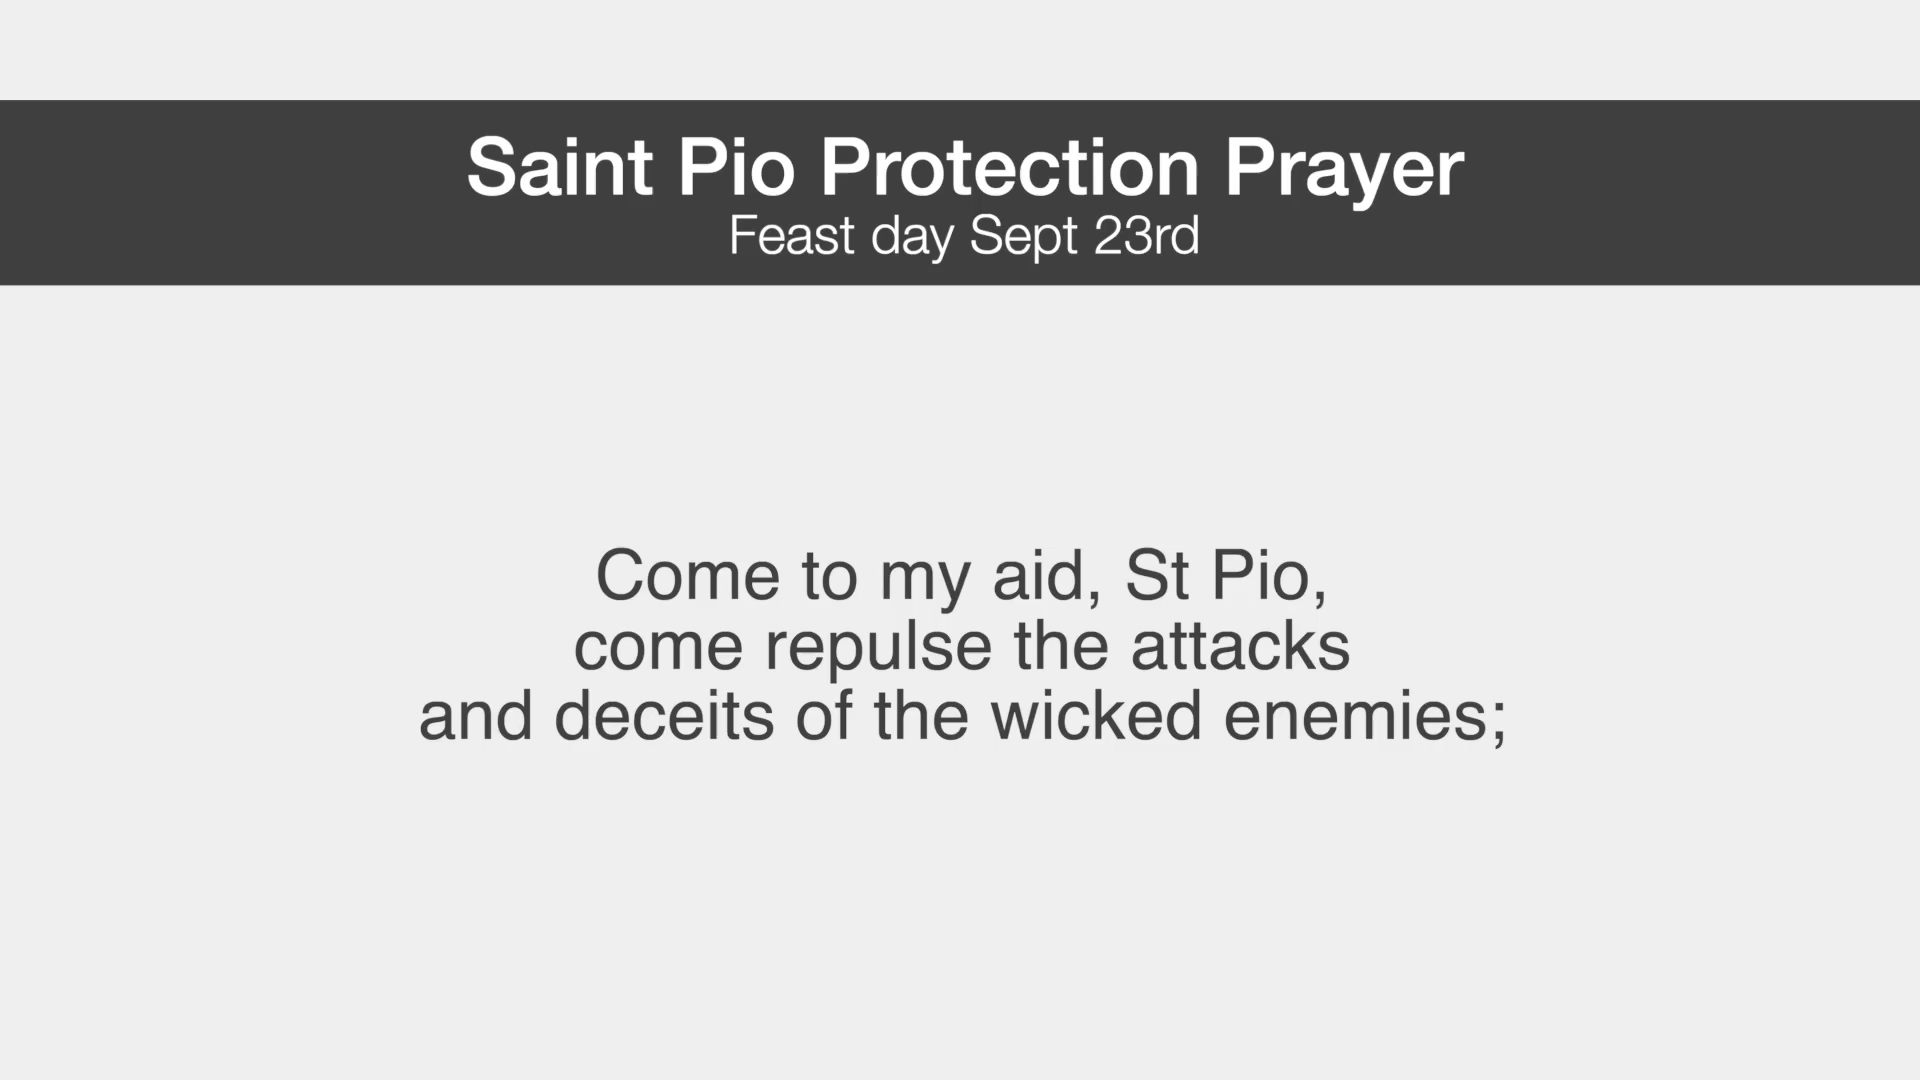 Saint Pio Protection Prayer
Feast day Sept 23rd
Come to my aid, St Pio,
come repulse the attacks
and deceits of the wicked enemies;